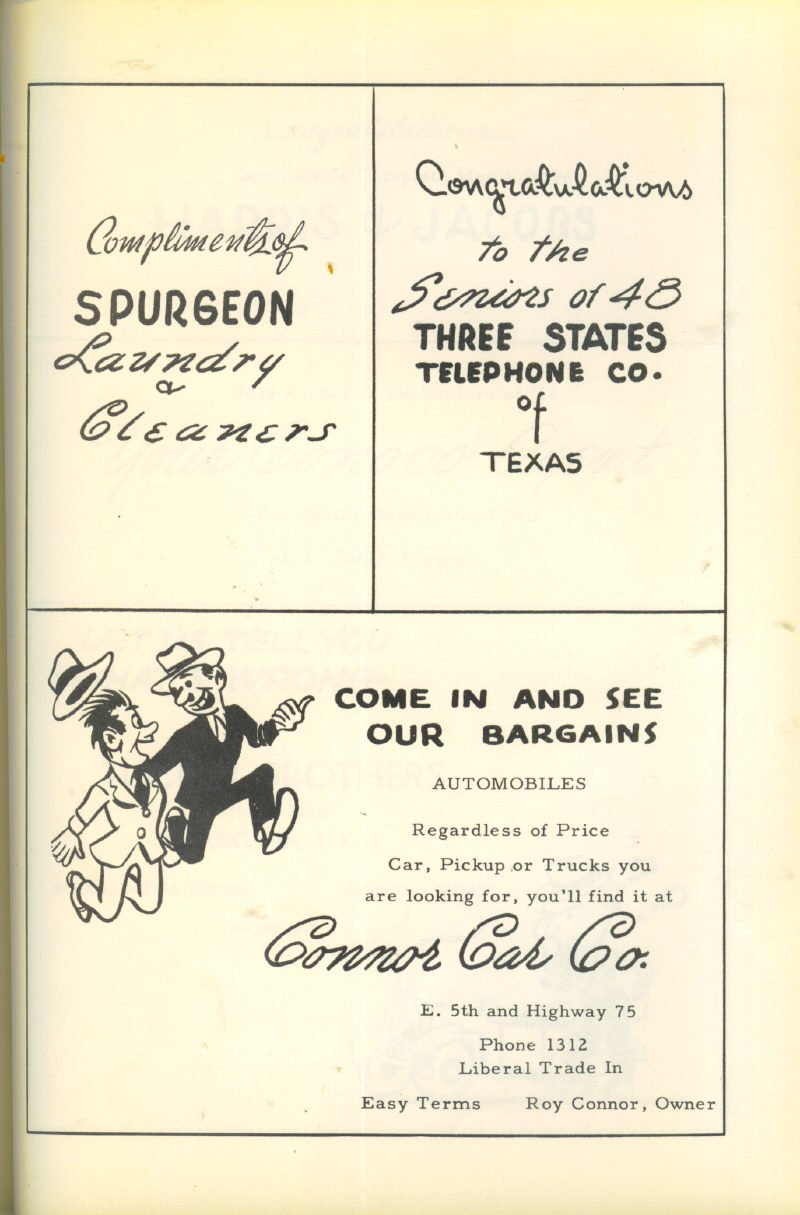 Compliments of
SPURGEON
Laundry
&
Cleaners
Congratulations
to the
Seniors of 48
THREE STATES
TELEPHONE CO.
of
TEXAS
COME IN AND SEE
OUR BARGAINS
AUTOMOBILES
Regardless of Price
Car, Pickup or Trucks you
are looking for, you'll find it at
Connor Car Co.
E. 5th and Highway 75
Phone 1312
Liberal Trade In
Easy Terms Roy Connor, Owner